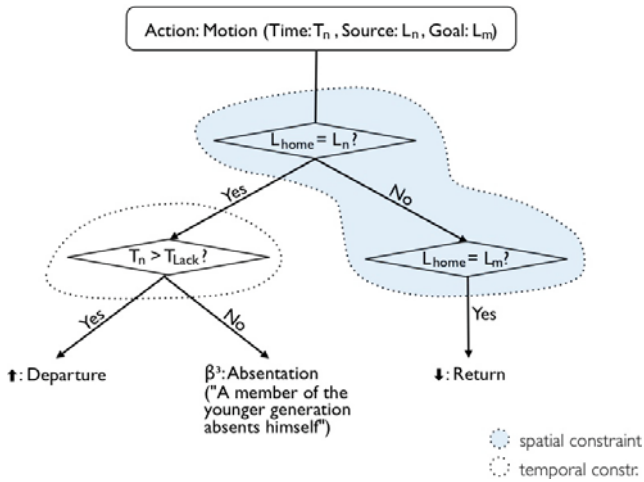 Action: Motion (Time: Tn , Source: Ln, Goal: Lm)
Lhome = Ln?
Yes
No
Tn > TLack?
Lhome = Lm?
Yes
No
Yes
⬆: Departure
β³: Absentation
("A member of the
younger generation
absents himself")
⬇: Return
spatial constraint
temporal constr.